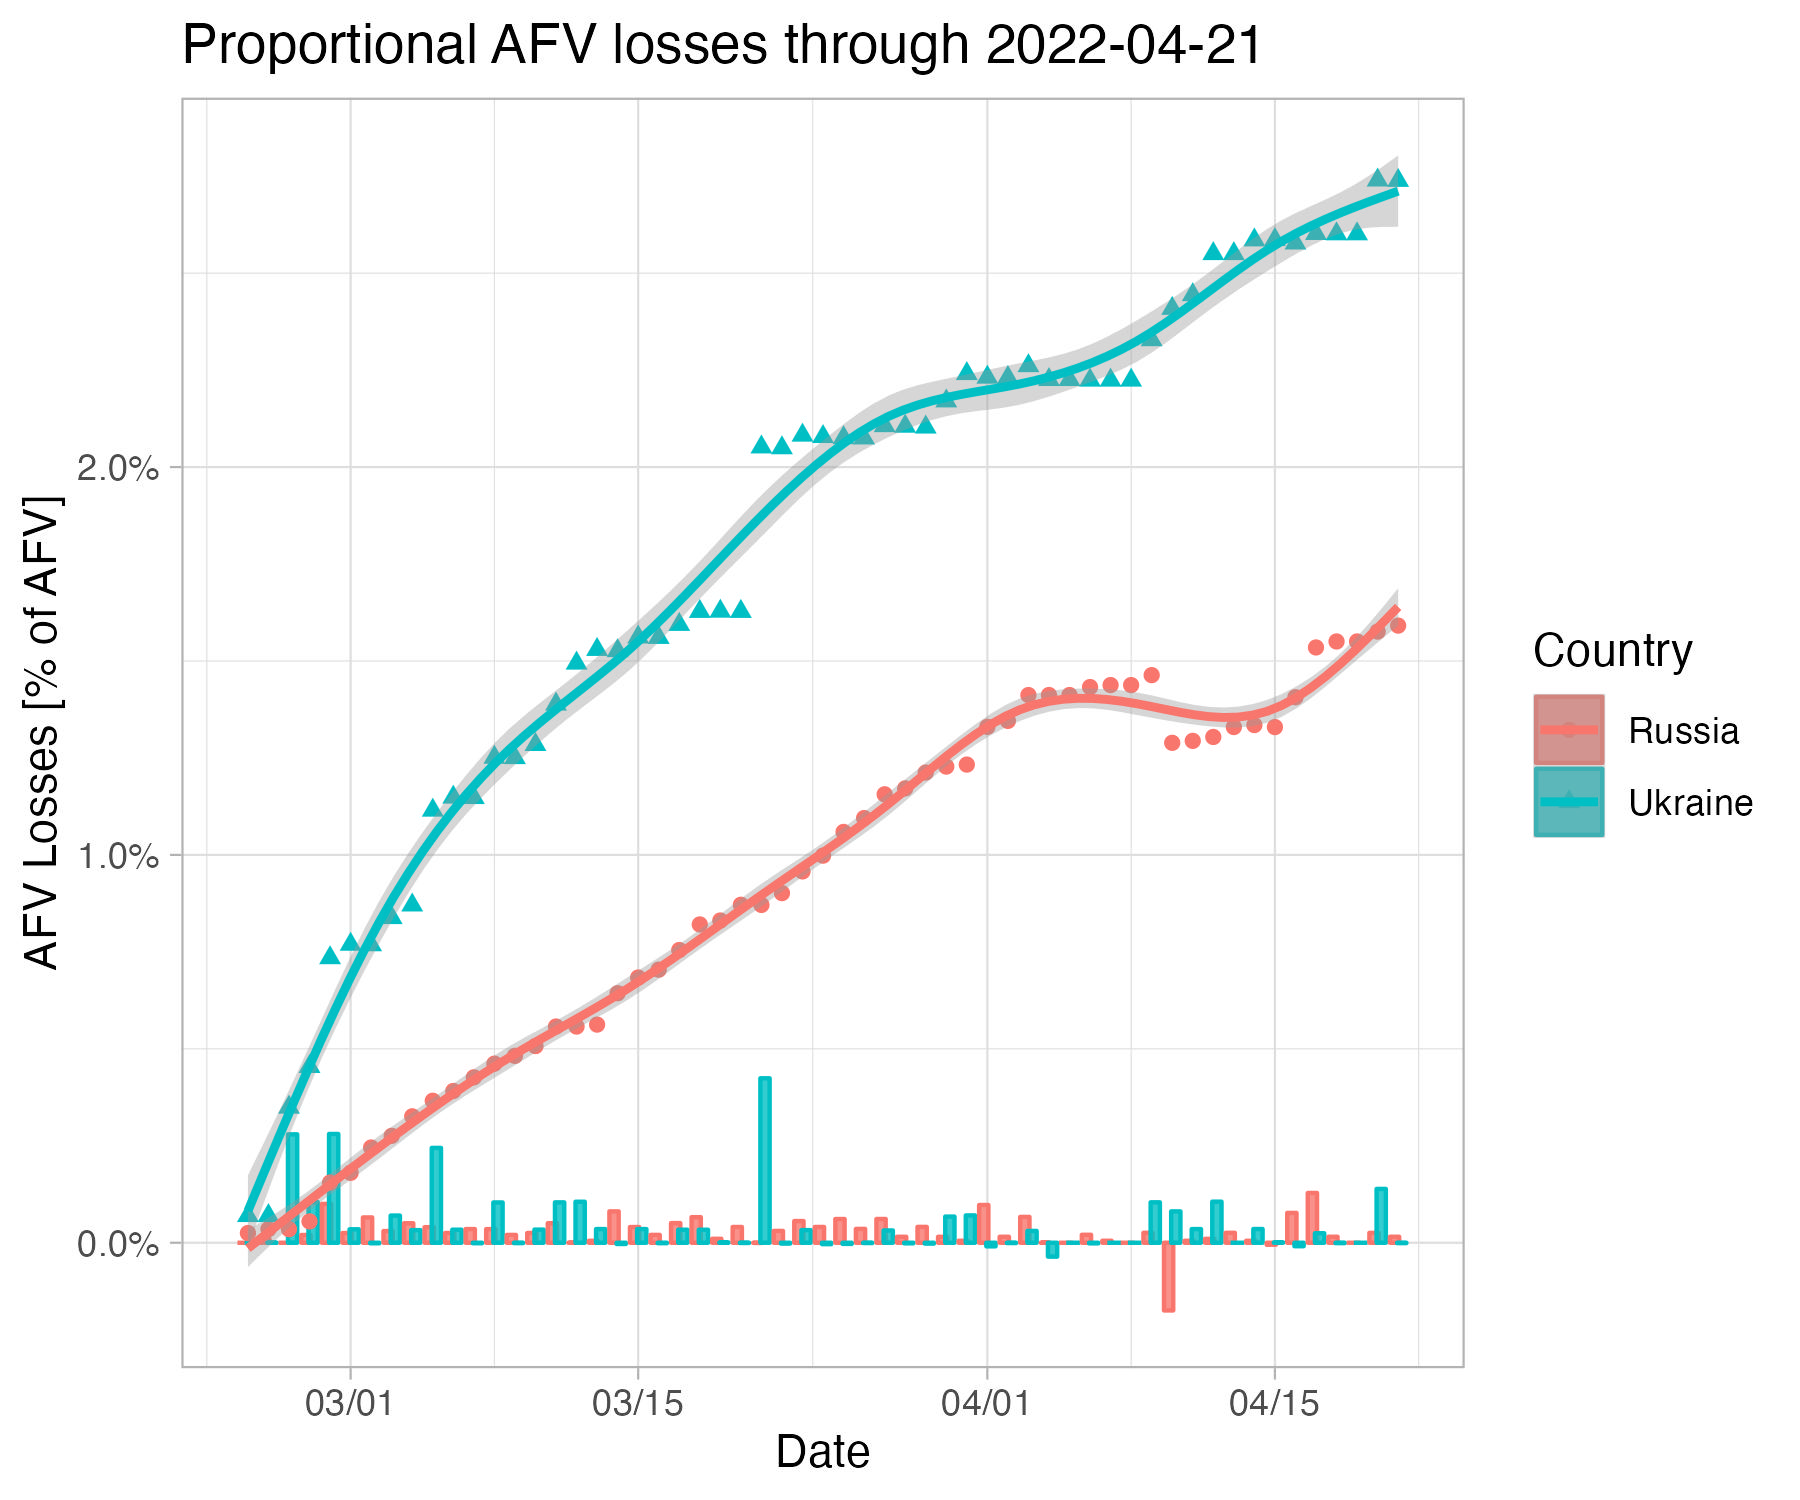 Proportional AFV losses through 2022-04-21
AFV Losses [% of AFV]
2.0%
1.0%
0.0%
03/01
03/15
04/01
04/15
Date
Country
Russia
Ukraine